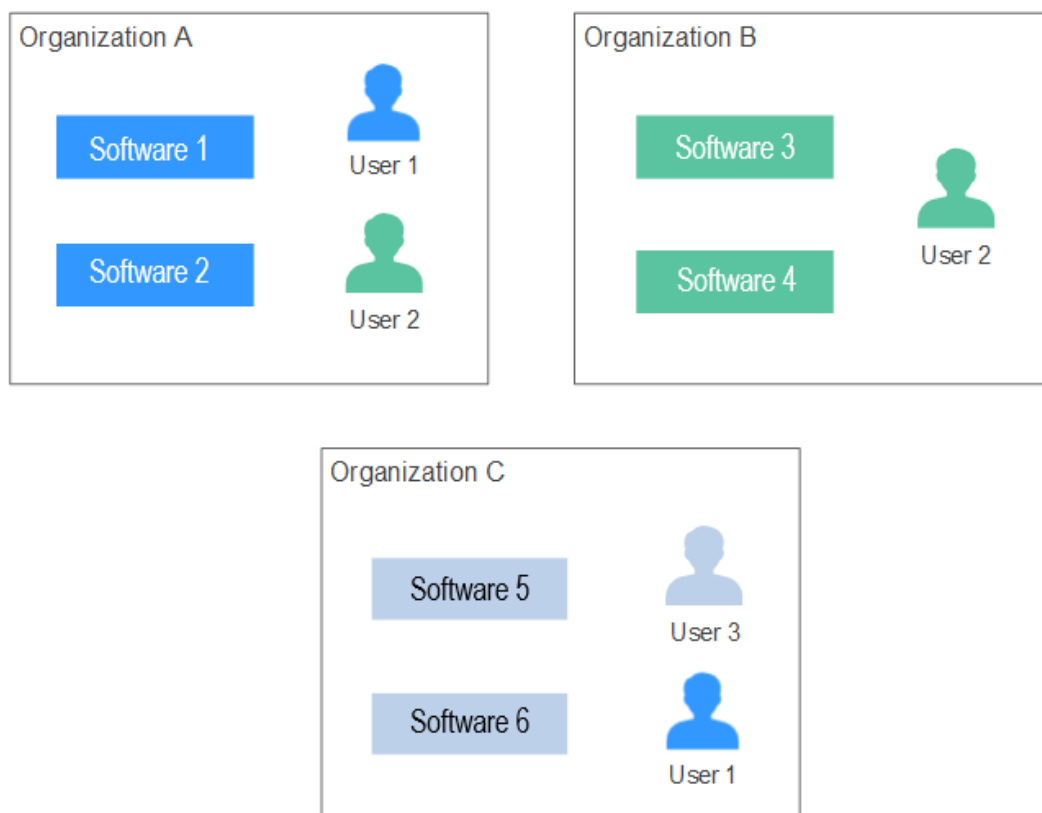 Organization A
Software 1
User 1
Software 2
User 2
Organization B
Software 3
User 2
Software 4
Organization C
Software 5
User 3
Software 6
User 1